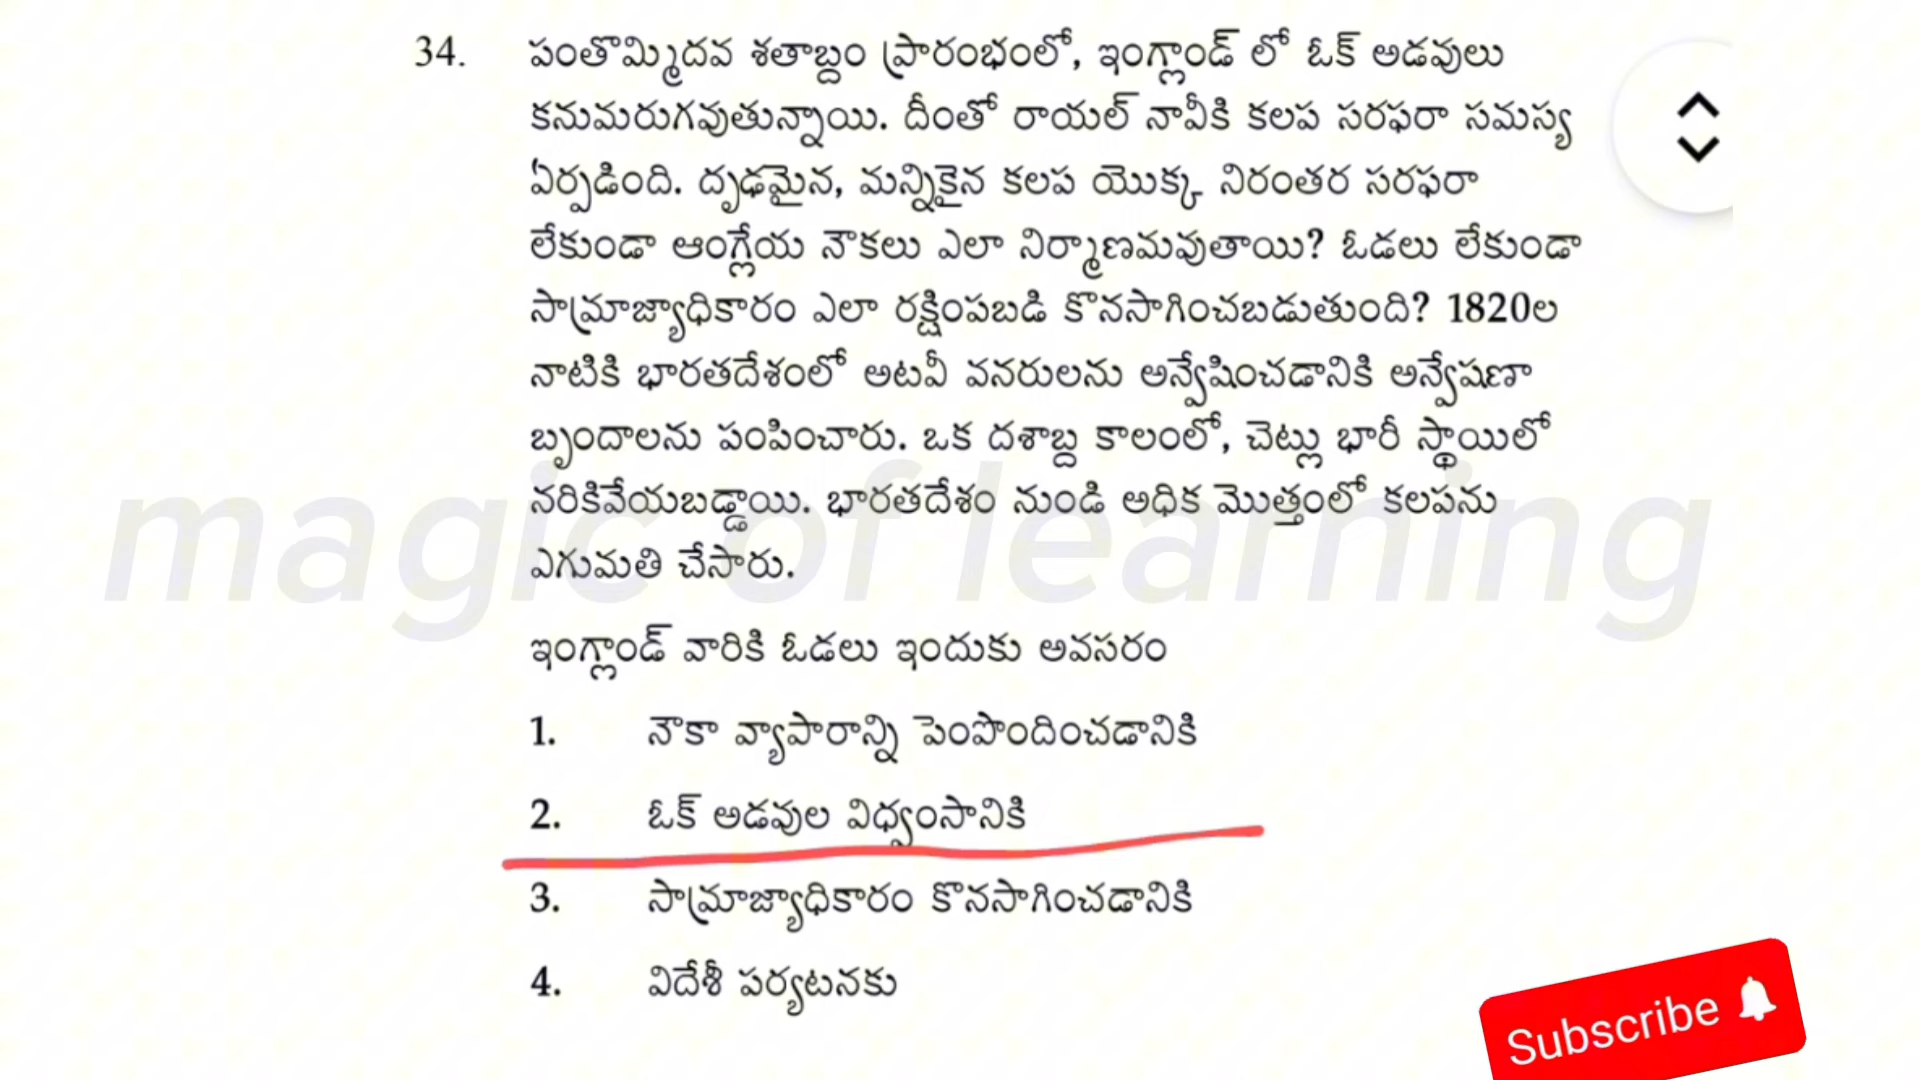 34. పంతొమ్మిదవ శతాబ్దం ప్రారంభంలో, ఇంగ్లాండ్ లో ఓక్ అడవులు
కనుమరుగవుతున్నాయి. దీంతో రాయల్ నావీకి కలప సరఫరా సమస్య
ఏర్పడింది. దృఢమైన, మన్నికైన కలప యొక్క నిరంతర సరఫరా
లేకుండా ఆంగ్లేయ నౌకలు ఎలా నిర్మాణమవుతాయి? ఓడలు లేకుండా
సామ్రాజ్యాధికారం ఎలా రక్షింపబడి కొనసాగించబడుతుంది? 1820ల
నాటికి భారతదేశంలో అటవీ వనరులను అన్వేషించడానికి అన్వేషణా
బృందాలను పంపించారు. ఒక దశాబ్ద కాలంలో, చెట్లు భారీ స్థాయిలో
నరికివేయబడ్డాయి. భారతదేశం నుండి అధిక మొత్తంలో కలపను
ఎగుమతి చేసారు.
magic of learning
ఇంగ్లాండ్ వారికి ఓడలు ఇందుకు అవసరం
1. నౌకా వ్యాపారాన్ని పెంపొందించడానికి
2. ఓక్ అడవుల విధ్వంసానికి
3. సామ్రాజ్యాధికారం కొనసాగించడానికి
4. విదేశీ పర్యటనకు
Subscribe